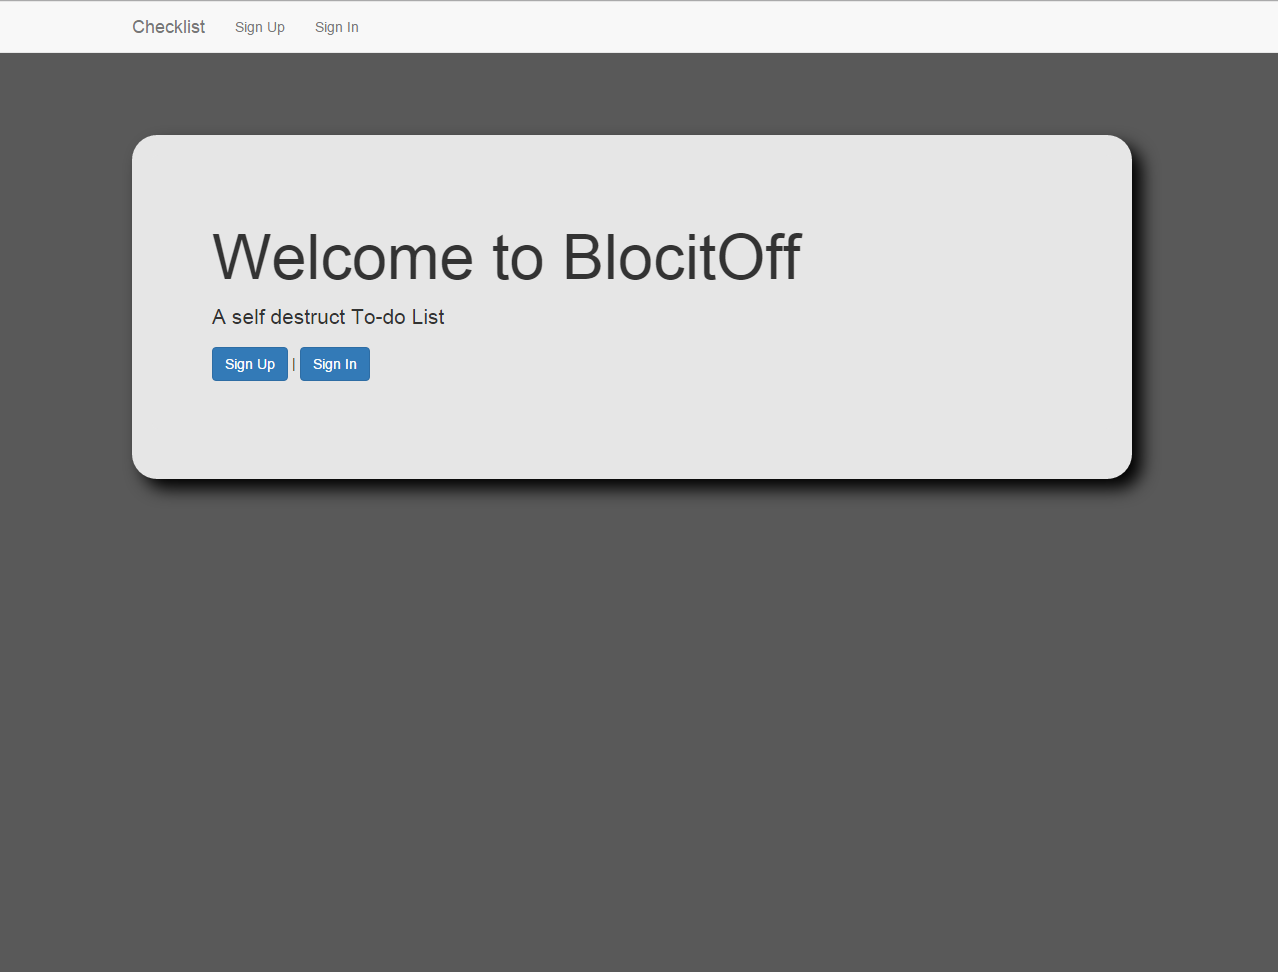 Checklist Sign Up Sign In
Welcome to BlocitOff
A self destruct To-do List
Sign Up | Sign In